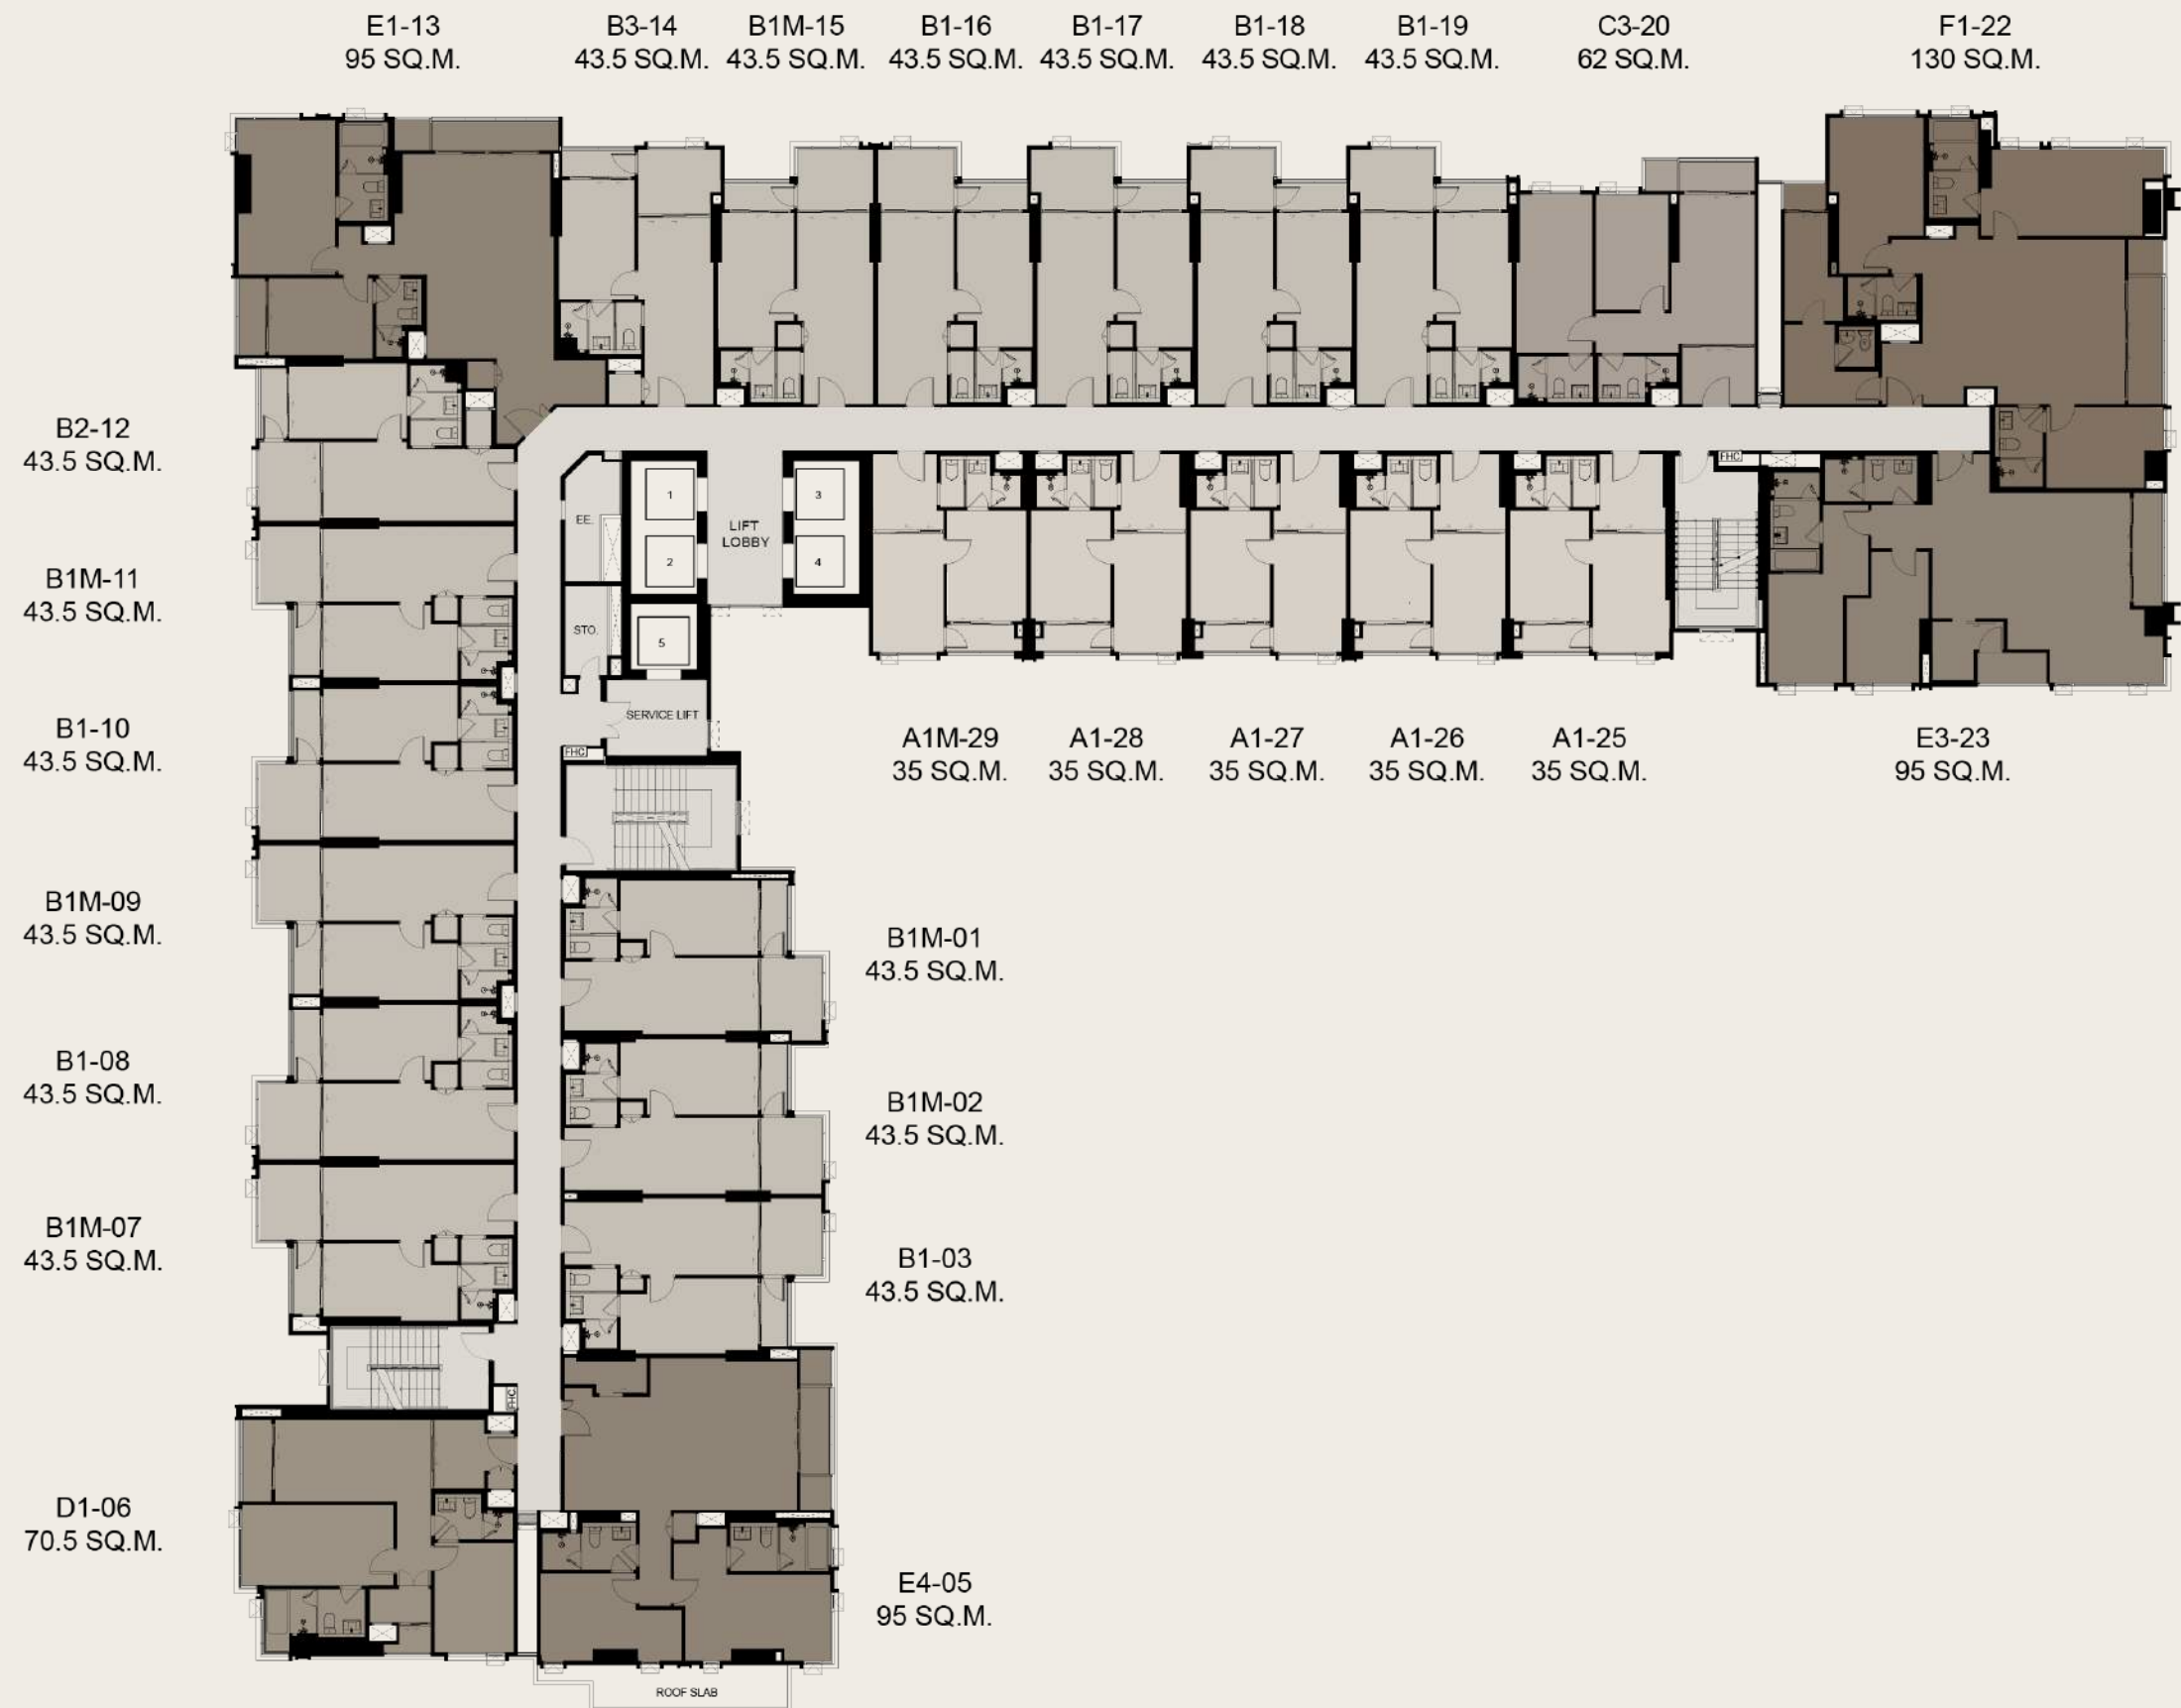 E1-13
95 SQ.M.
B3-14
43.5 SQ.M.
B1M-15
43.5 SQ.M.
B1-16
43.5 SQ.M.
B1-17
43.5 SQ.M.
B1-18
43.5 SQ.M.
B1-19
43.5 SQ.M.
C3-20
62 SQ.M.
F1-22
130 SQ.M.
B2-12
43.5 SQ.M.
FHC
1
3
EE.
LIFT
LOBBY
2
4
B1M-11
43.5 SQ.M.
STO.
5
SERVICE LIFT
FHC
B1-10
43.5 SQ.M.
A1M-29
35 SQ.M.
A1-28
35 SQ.M.
A1-27
35 SQ.M.
A1-26
35 SQ.M.
A1-25
35 SQ.M.
E3-23
95 SQ.M.
B1M-09
43.5 SQ.M.
B1M-01
43.5 SQ.M.
B1-08
43.5 SQ.M.
B1M-02
43.5 SQ.M.
B1M-07
43.5 SQ.M.
B1-03
43.5 SQ.M.
FHC
D1-06
70.5 SQ.M.
E4-05
95 SQ.M.
ROOF SLAB